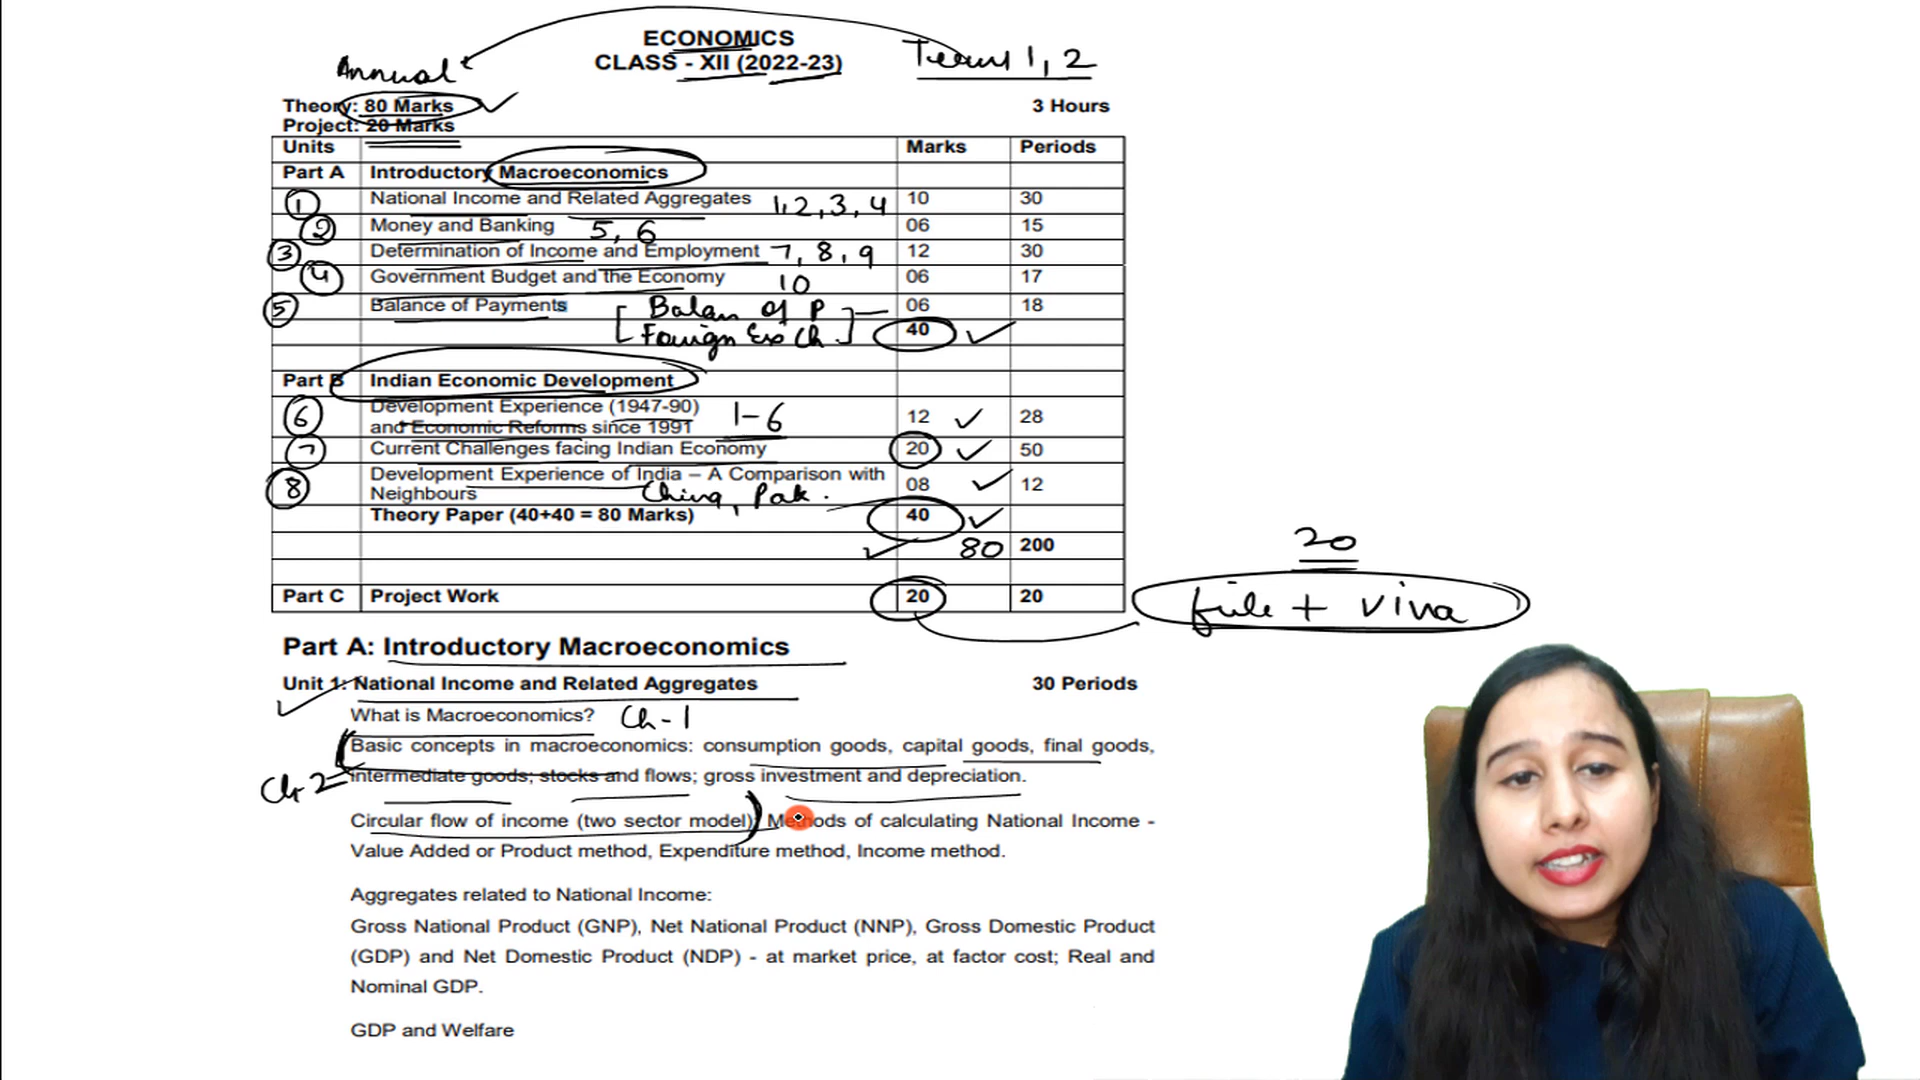 ECONOMICS
CLASS - XII (2022-23)
Term 1, 2
Annual
Theory: 80 Marks 3 Hours
Project: 20 Marks
Units Marks Periods
Part A Introductory Macroeconomics
1 National Income and Related Aggregates 1,2,3,4 10 30
2 Money and Banking 5, 6 06 15
3 Determination of Income and Employment 7, 8, 9 12 30
4 Government Budget and the Economy 10 06 17
5 Balance of Payments [ Balan of P ] 06 18
Foreign Ex Ch 40
Part B Indian Economic Development
6 Development Experience (1947-90)
and Economic Reforms since 1991 1-6 12 28
7 Current Challenges facing Indian Economy 20 50
8 Development Experience of India – A Comparison with
Neighbours China, Pak. 08 12
Theory Paper (40+40 = 80 Marks) 40
80 200
20
Part C Project Work 20 20
file + viva
Part A: Introductory Macroeconomics
Unit 1: National Income and Related Aggregates 30 Periods
What is Macroeconomics? Ch-1
Basic concepts in macroeconomics: consumption goods, capital goods, final goods,
Ch 2 intermediate goods; stocks and flows; gross investment and depreciation.
Circular flow of income (two sector model); Methods of calculating National Income -
Value Added or Product method, Expenditure method, Income method.
Aggregates related to National Income:
Gross National Product (GNP), Net National Product (NNP), Gross Domestic Product
(GDP) and Net Domestic Product (NDP) - at market price, at factor cost; Real and
Nominal GDP.
GDP and Welfare